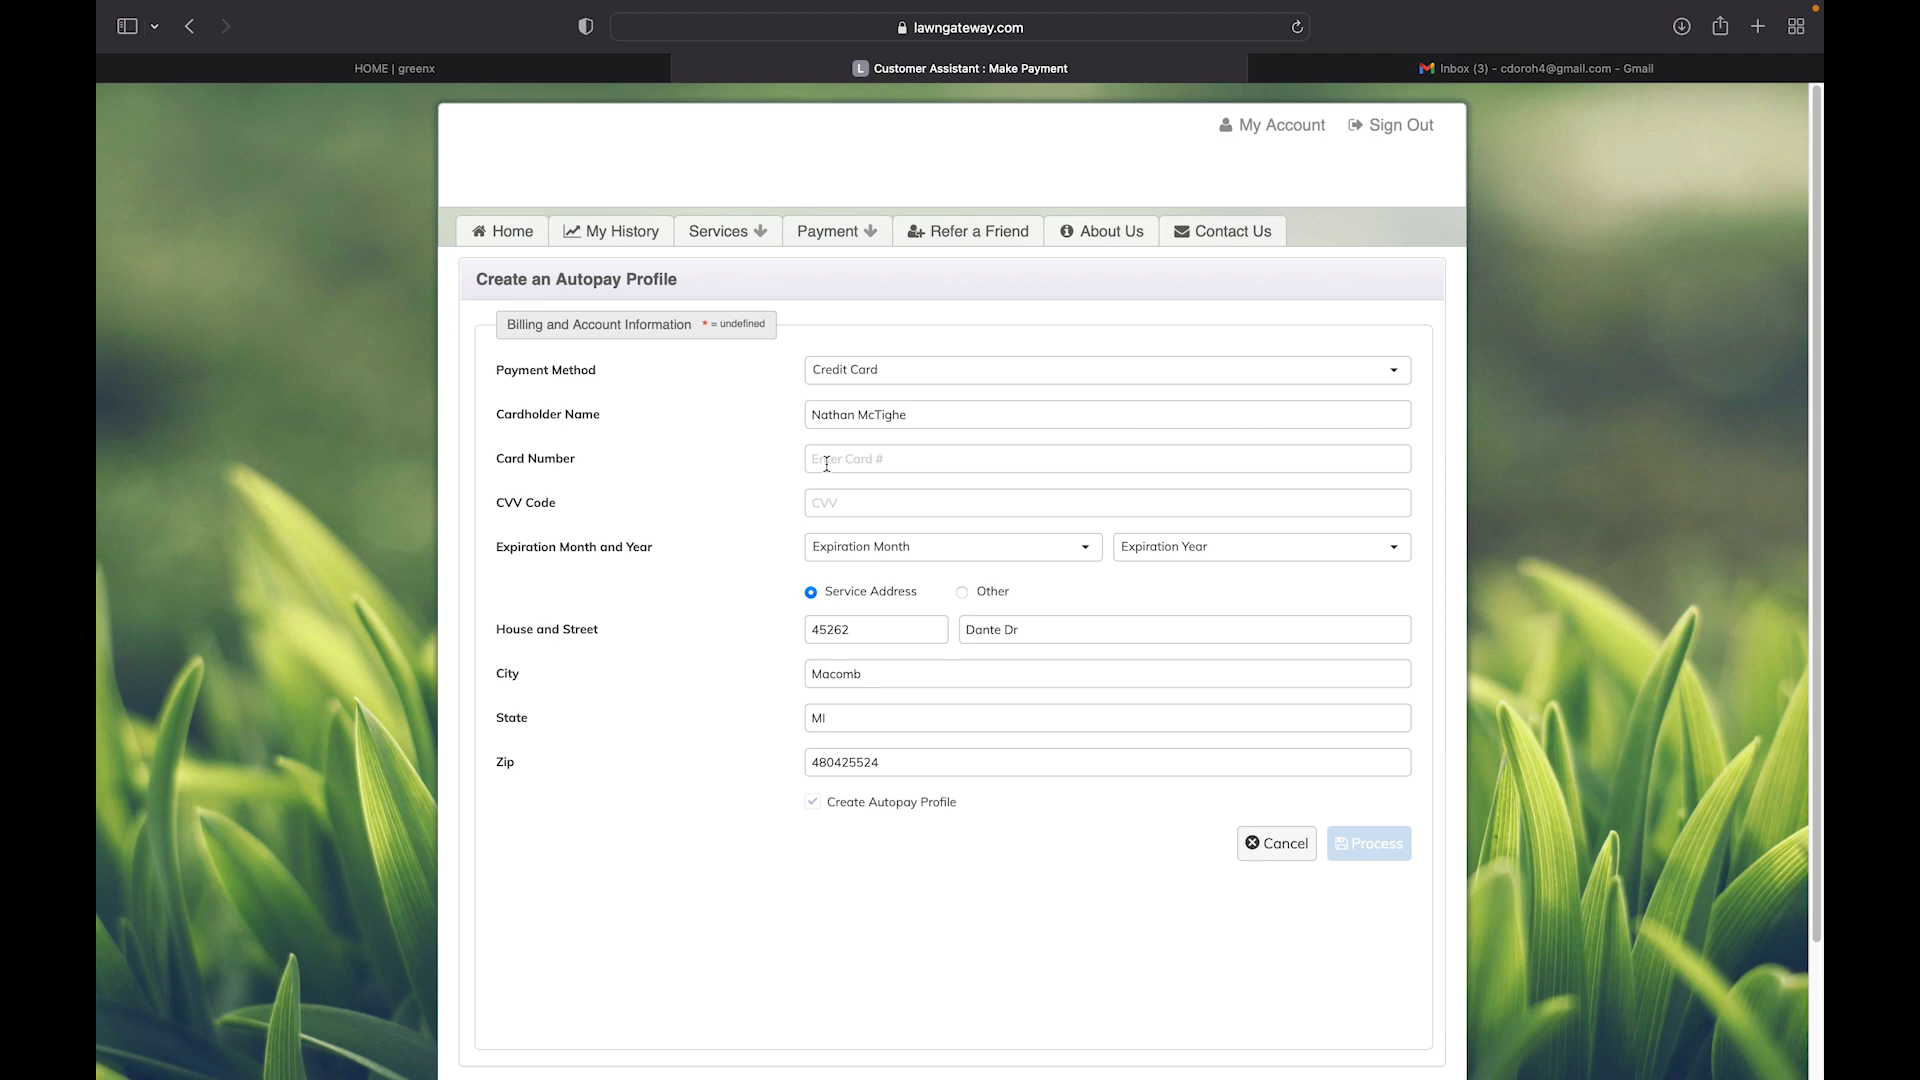 lawngateway.com
HOME | greenx
L Customer Assistant : Make Payment
Inbox (3) - cdoroh4@gmail.com - Gmail
My Account Sign Out
Home My History Services Payment Refer a Friend About Us Contact Us
Create an Autopay Profile
Billing and Account Information * = undefined
Payment Method Credit Card
Cardholder Name Nathan McTighe
Card Number Enter Card #
CVV Code CVV
Expiration Month and Year Expiration Month Expiration Year
Service Address Other
House and Street 45262 Dante Dr
City Macomb
State MI
Zip 480425524
Create Autopay Profile
Cancel Process